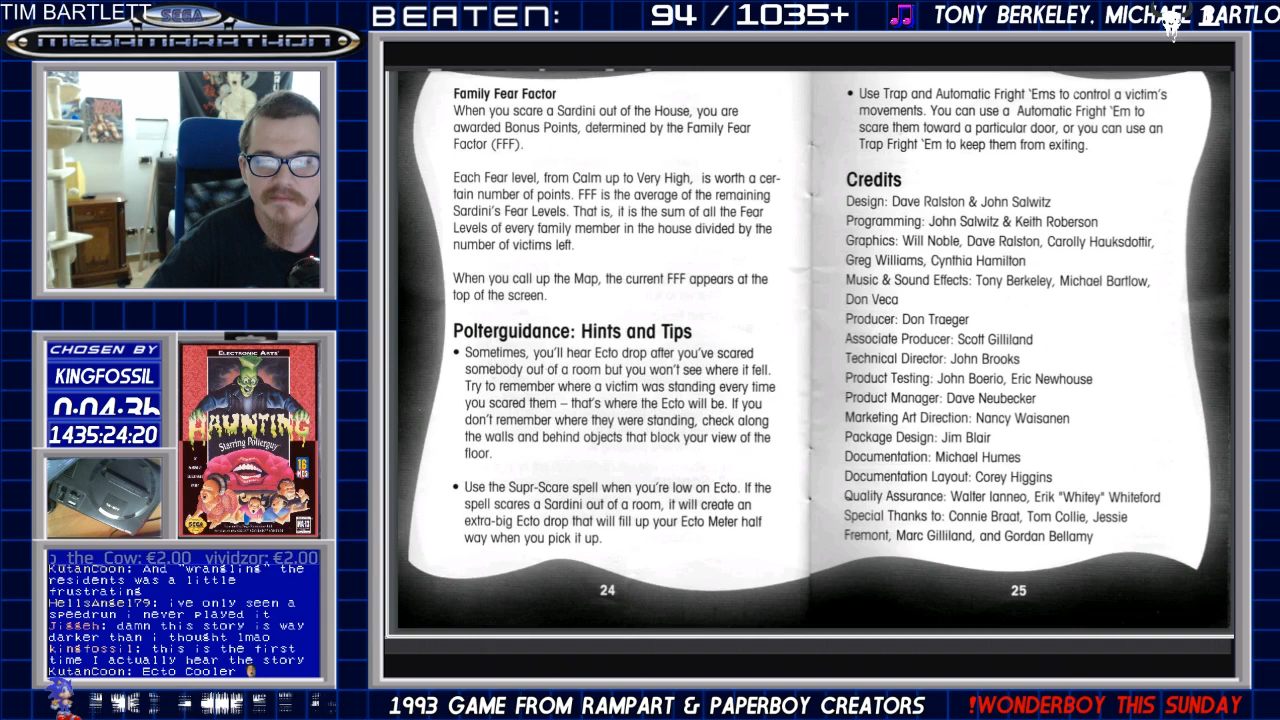 TIM BARTLETT
SEGA
MEGAMARATHON
BEATEN:
94 / 1035+
TONY BERKELEY, MICHAEL BARTLO
CHOSEN BY
KINGFOSSIL
0:04:36
1435:24:20
ELECTRONIC ARTS
HAUNTING
Starring Polterguy
16
MEG
SEGA
the_Cow: €2.00 vividzor: €2.00
KutanCoon: And "wrangling" the
residents was a little
frustrating
HellsAngel79: ive only seen a
speedrun i never played it
Jiggeh: damn this story is way
darker than i thought lmao
kingfossil: this is the first
time I actually hear the story
KutanCoon: Ecto Cooler
Family Fear Factor
When you scare a Sardini out of the House, you are
awarded Bonus Points, determined by the Family Fear
Factor (FFF).
Each Fear level, from Calm up to Very High, is worth a cer-
tain number of points. FFF is the average of the remaining
Sardini's Fear Levels. That is, it is the sum of all the Fear
Levels of every family member in the house divided by the
number of victims left.
When you call up the Map, the current FFF appears at the
top of the screen.
Polterguidance: Hints and Tips
• Sometimes, you'll hear Ecto drop after you've scared
somebody out of a room but you won't see where it fell.
Try to remember where a victim was standing every time
you scared them – that's where the Ecto will be. If you
don't remember where they were standing, check along
the walls and behind objects that block your view of the
floor.
• Use the Supr-Scare spell when you're low on Ecto. If the
spell scares a Sardini out of a room, it will create an
extra-big Ecto drop that will fill up your Ecto Meter half
way when you pick it up.
24
• Use Trap and Automatic Fright 'Ems to control a victim's
movements. You can use a Automatic Fright 'Em to
scare them toward a particular door, or you can use an
Trap Fright 'Em to keep them from exiting.
Credits
Design: Dave Ralston & John Salwitz
Programming: John Salwitz & Keith Roberson
Graphics: Will Noble, Dave Ralston, Carolly Hauksdottir,
Greg Williams, Cynthia Hamilton
Music & Sound Effects: Tony Berkeley, Michael Bartlow,
Don Veca
Producer: Don Traeger
Associate Producer: Scott Gilliland
Technical Director: John Brooks
Product Testing: John Boerio, Eric Newhouse
Product Manager: Dave Neubecker
Marketing Art Direction: Nancy Waisanen
Package Design: Jim Blair
Documentation: Michael Humes
Documentation Layout: Corey Higgins
Quality Assurance: Walter Ianneo, Erik "Whitey" Whiteford
Special Thanks to: Connie Braat, Tom Collie, Jessie
Fremont, Marc Gilliland, and Gordan Bellamy
25
1993 GAME FROM RAMPART & PAPERBOY CREATORS
!WONDERBOY THIS SUNDAY